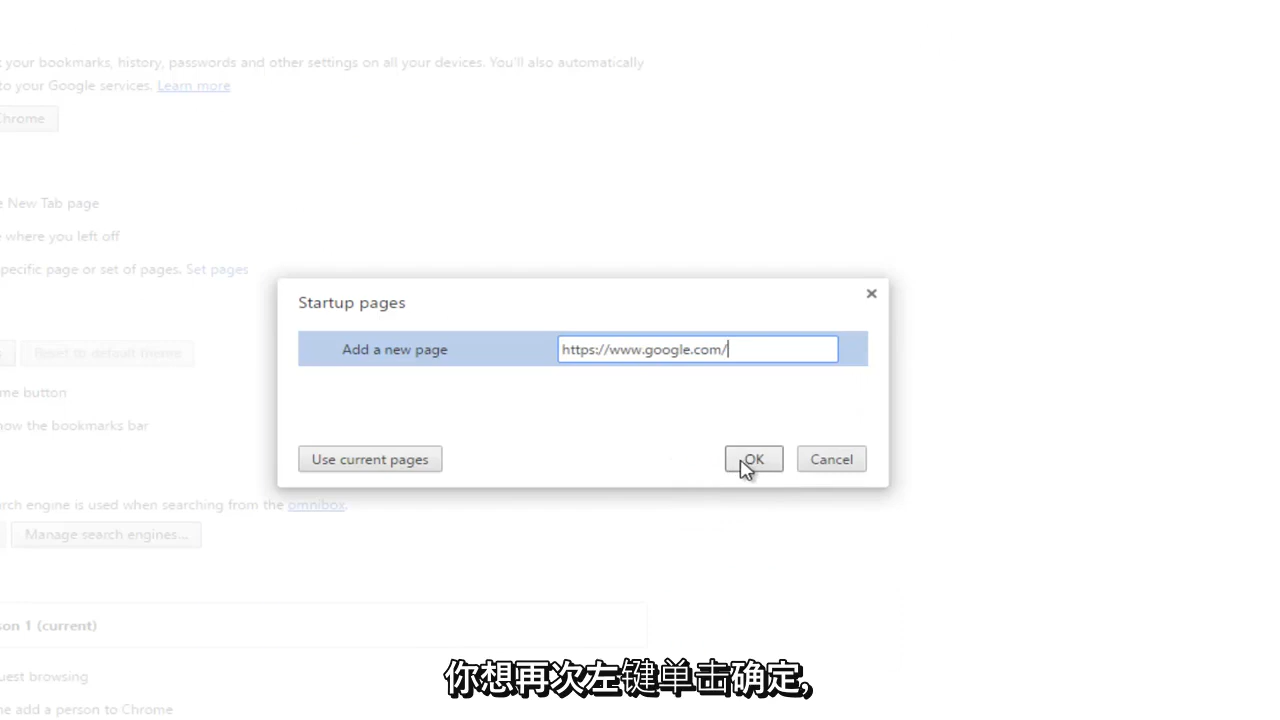 your bookmarks, history, passwords and other settings on all your devices. You'll also automatically
to your Google services. Learn more
Chrome
New Tab page
where you left off
specific page or set of pages. Set pages
Startup pages
Add a new page https://www.google.com/
Reset to default theme
me button
how the bookmarks bar
Use current pages OK Cancel
arch engine is used when searching from the omnibox.
Manage search engines...
son 1 (current)
uest browsing
你想再次左键单击确定,
ne add a person to Chrome